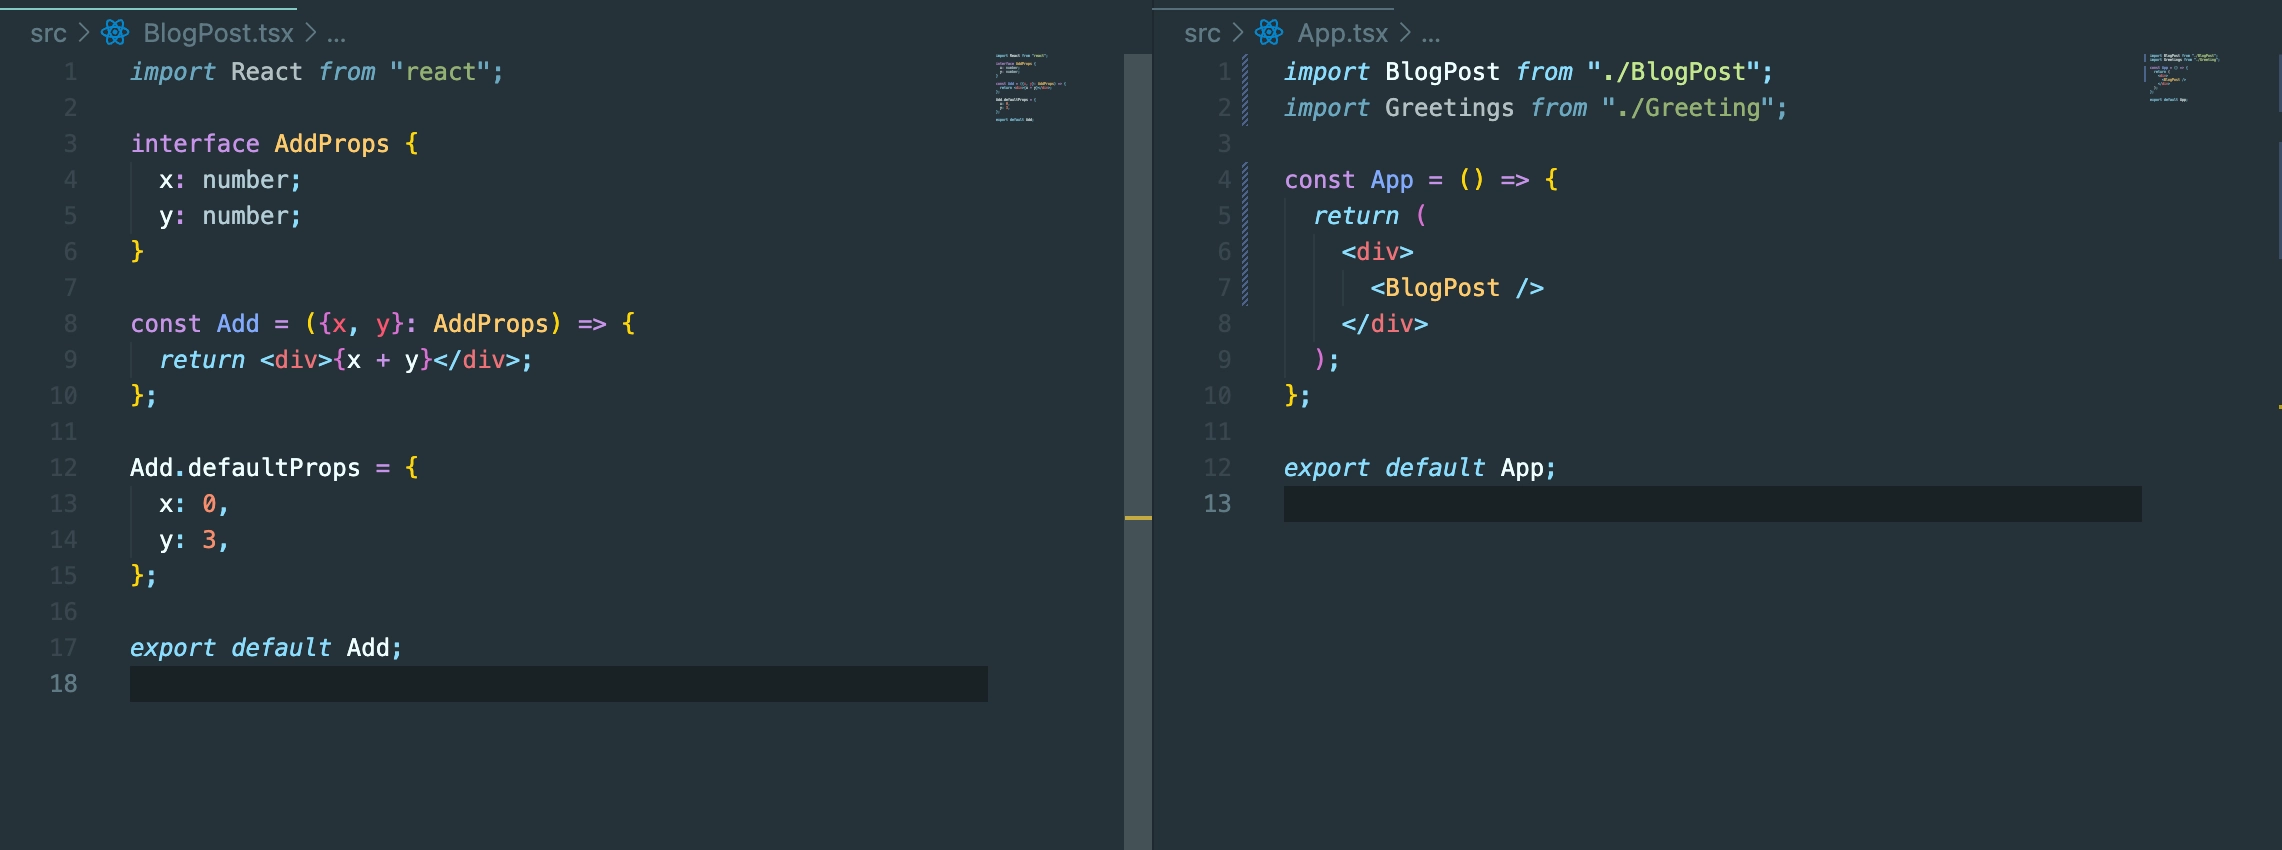 src > BlogPost.tsx > ...
1 import React from "react";
2
3 interface AddProps {
4   x: number;
5   y: number;
6 }
7
8 const Add = ({x, y}: AddProps) => {
9   return <div>{x + y}</div>;
10 };
11
12 Add.defaultProps = {
13   x: 0,
14   y: 3,
15 };
16
17 export default Add;
18
src > App.tsx > ...
1 import BlogPost from "./BlogPost";
2 import Greetings from "./Greeting";
3
4 const App = () => {
5   return (
6     <div>
7       <BlogPost />
8     </div>
9   );
10 };
11
12 export default App;
13